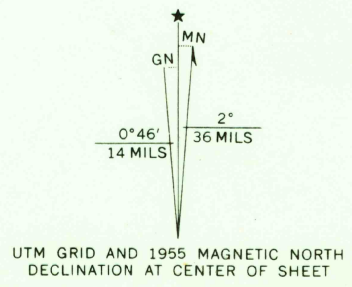 ★
MN
GN
0°46′
14 MILS
2°
36 MILS
UTM GRID AND 1955 MAGNETIC NORTH
DECLINATION AT CENTER OF SHEET